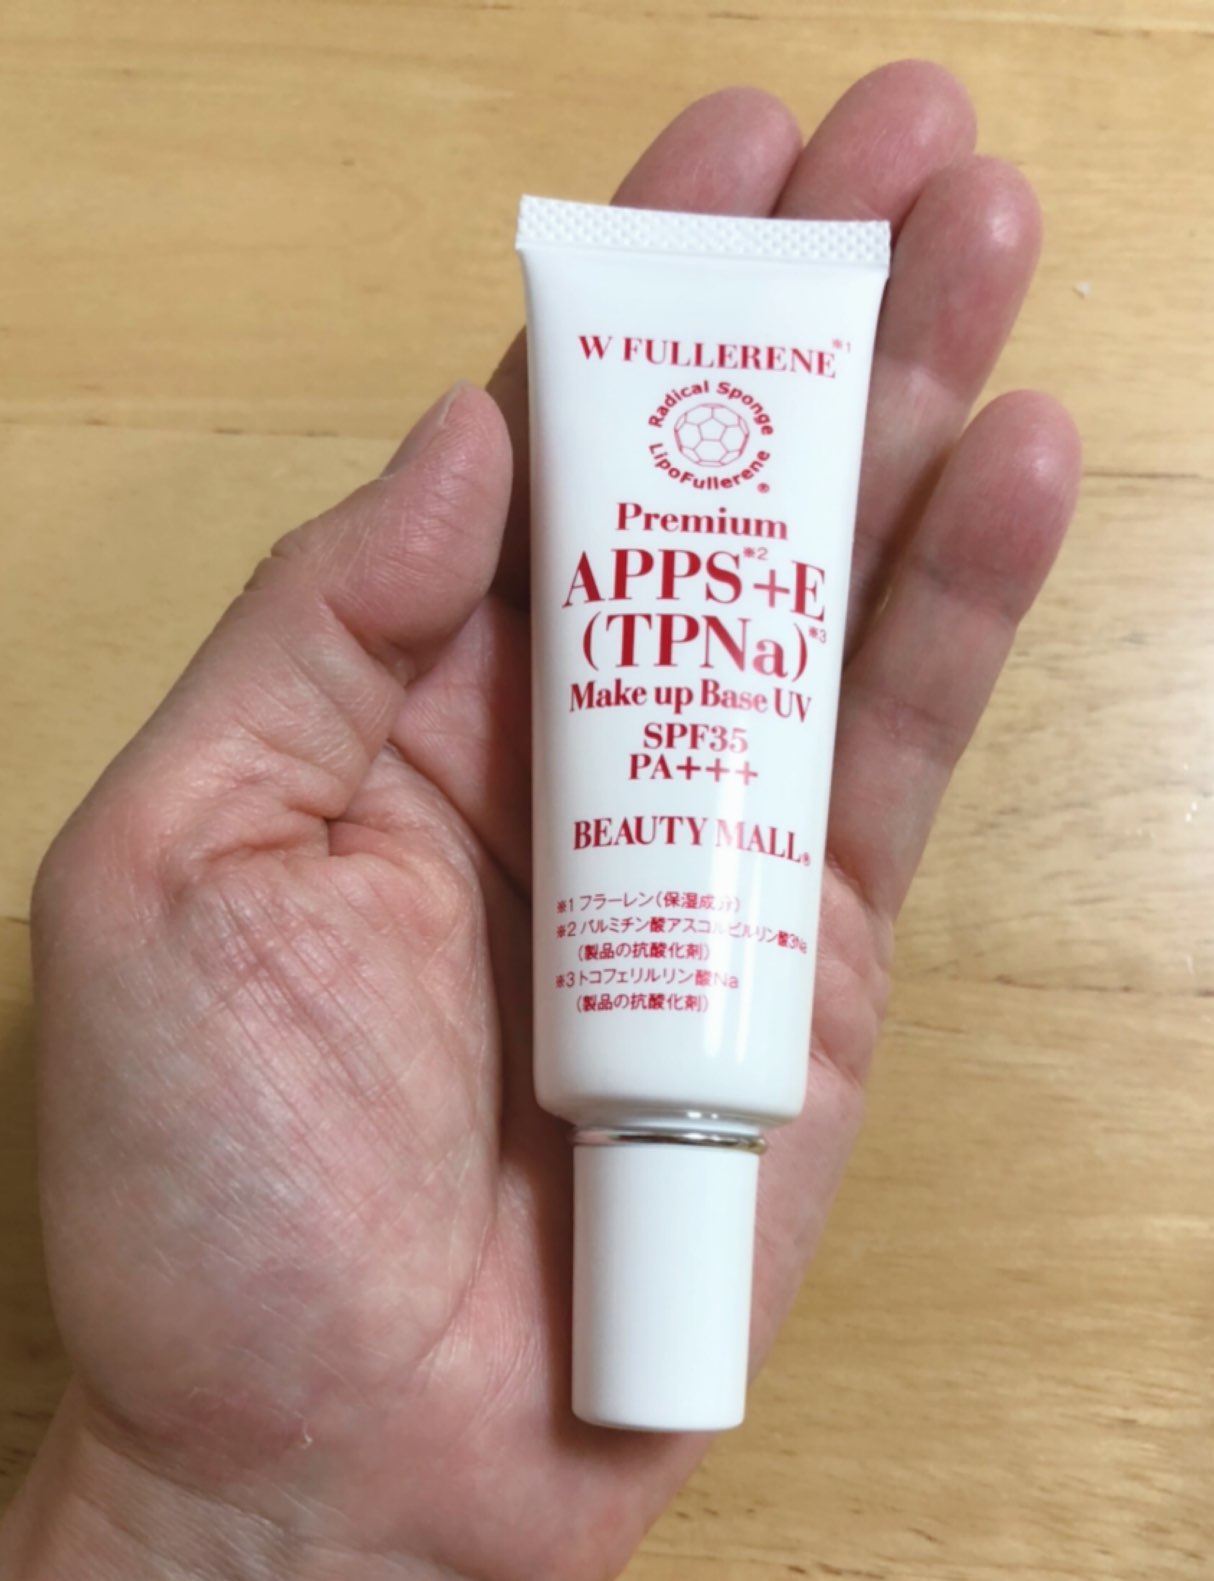 W FULLERENE※1
Radical Sponge
LipoFullerene®
Premium
APPS※2+E
(TPNa)※3
Make up Base UV
SPF35
PA+++
BEAUTY MALL®
※1 フラーレン(保湿成分)
※2 パルミチン酸アスコルビルリン酸3Na
(製品の抗酸化剤)
※3 トコフェリルリン酸Na
(製品の抗酸化剤)